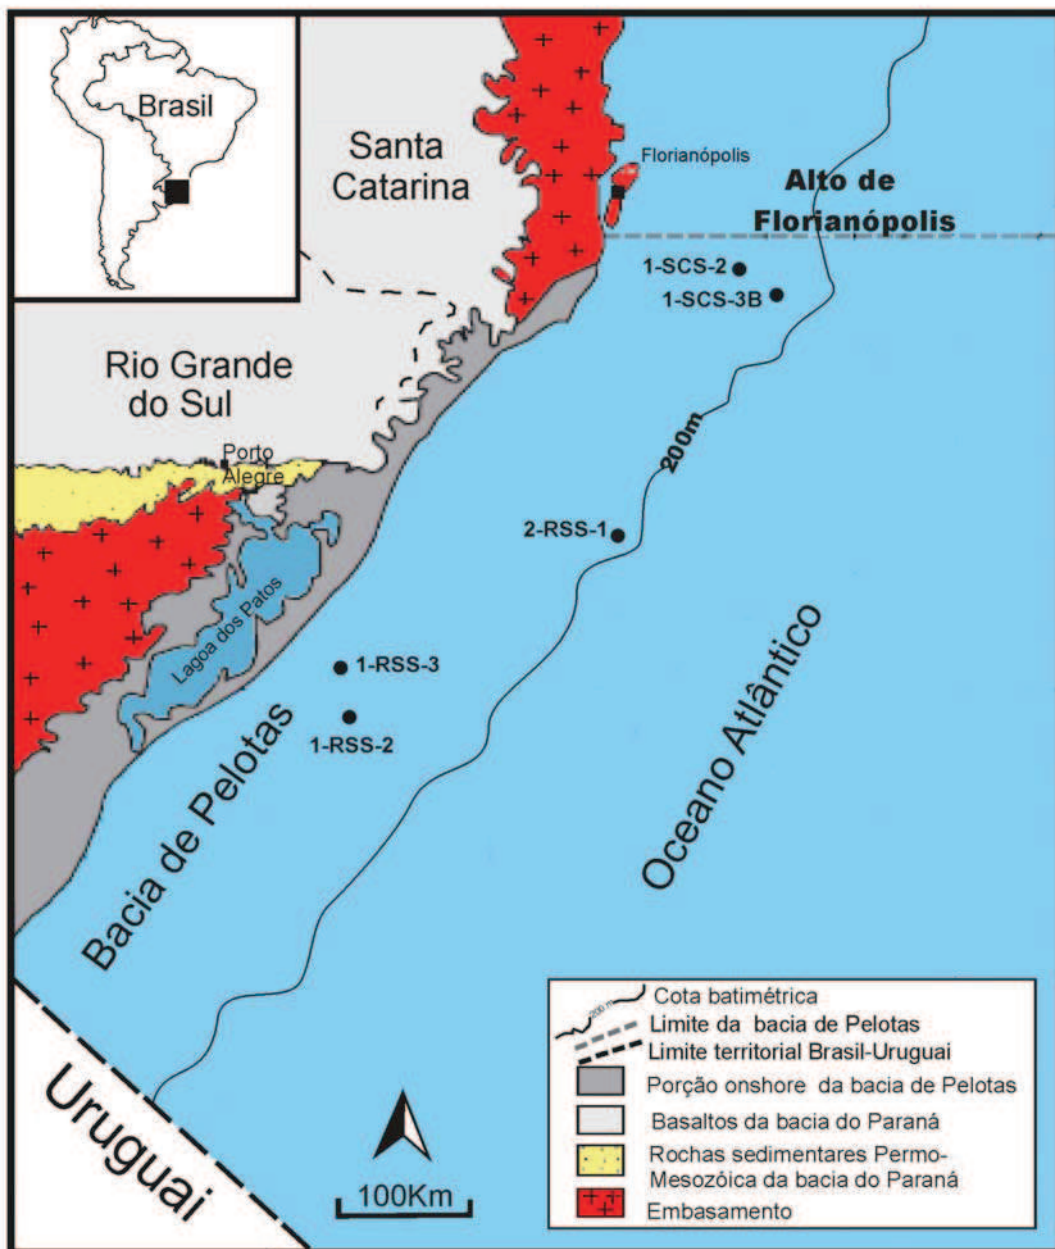 Brasil
Santa
Catarina
Florianópolis
Alto de
Florianópolis
1-SCS-2
1-SCS-3B
Rio Grande
do Sul
Porto
Alegre
200m
2-RSS-1
Lagoa dos Patos
1-RSS-3
1-RSS-2
Bacia de Pelotas
Oceano Atlântico
Uruguai
100Km
200 m
Cota batimétrica
Limite da bacia de Pelotas
Limite territorial Brasil-Uruguai
Porção onshore da bacia de Pelotas
Basaltos da bacia do Paraná
Rochas sedimentares Permo-
Mesozóica da bacia do Paraná
Embasamento